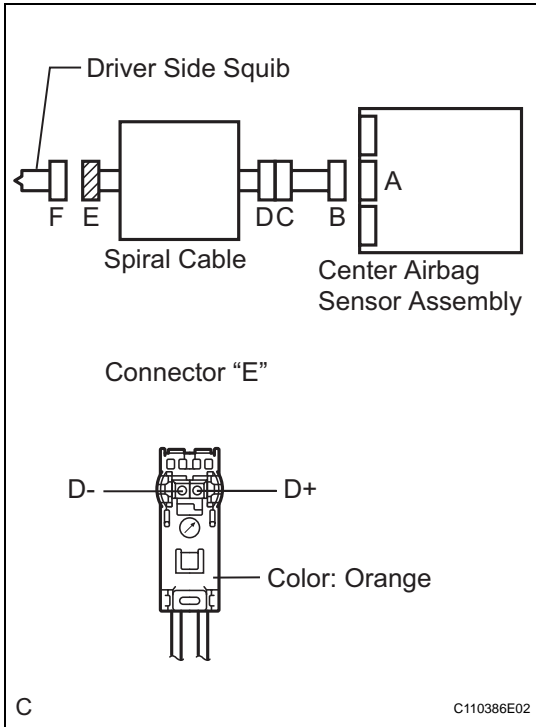 Driver Side Squib
F E D C B A
Spiral Cable
Center Airbag
Sensor Assembly
Connector “E”
D- D+
Color: Orange
C
C110386E02